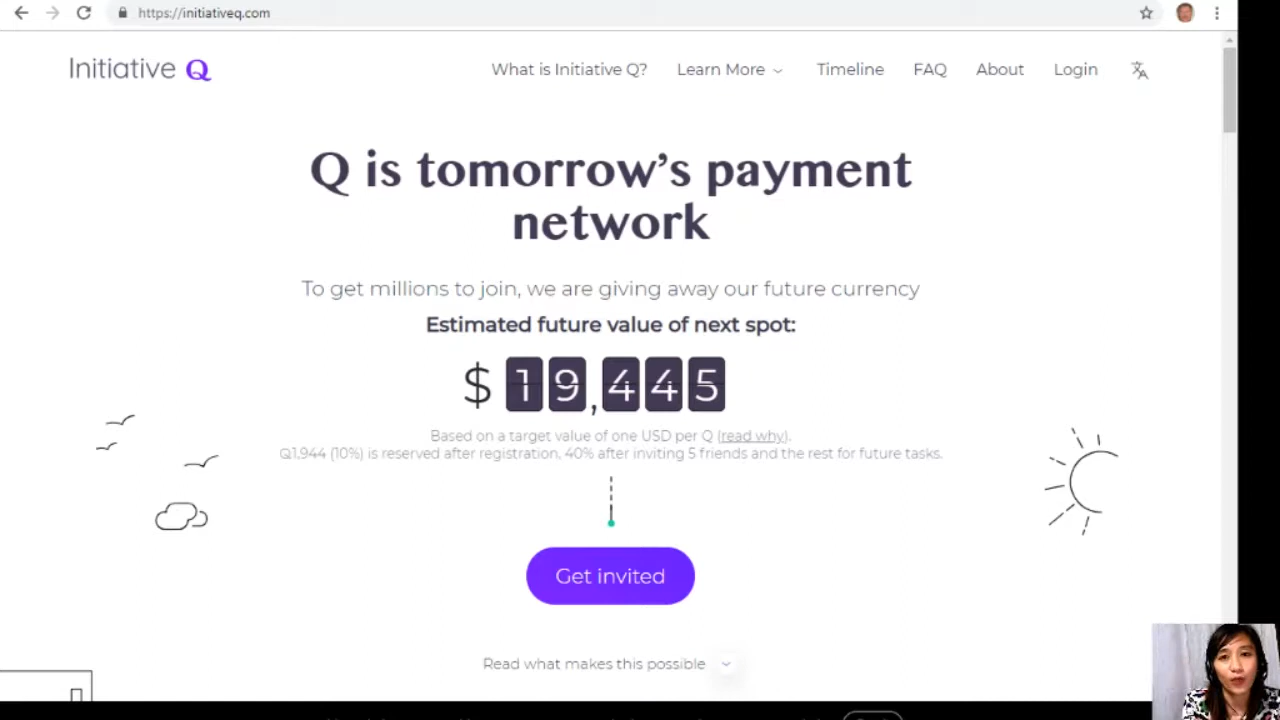 https://initiativeq.com
Initiative Q
What is Initiative Q? Learn More Timeline FAQ About Login
Q is tomorrow's payment
network
To get millions to join, we are giving away our future currency
Estimated future value of next spot:
$19,445
Based on a target value of one USD per Q (read why).
Q1,944 (10%) is reserved after registration, 40% after inviting 5 friends and the rest for future tasks.
Get invited
Read what makes this possible